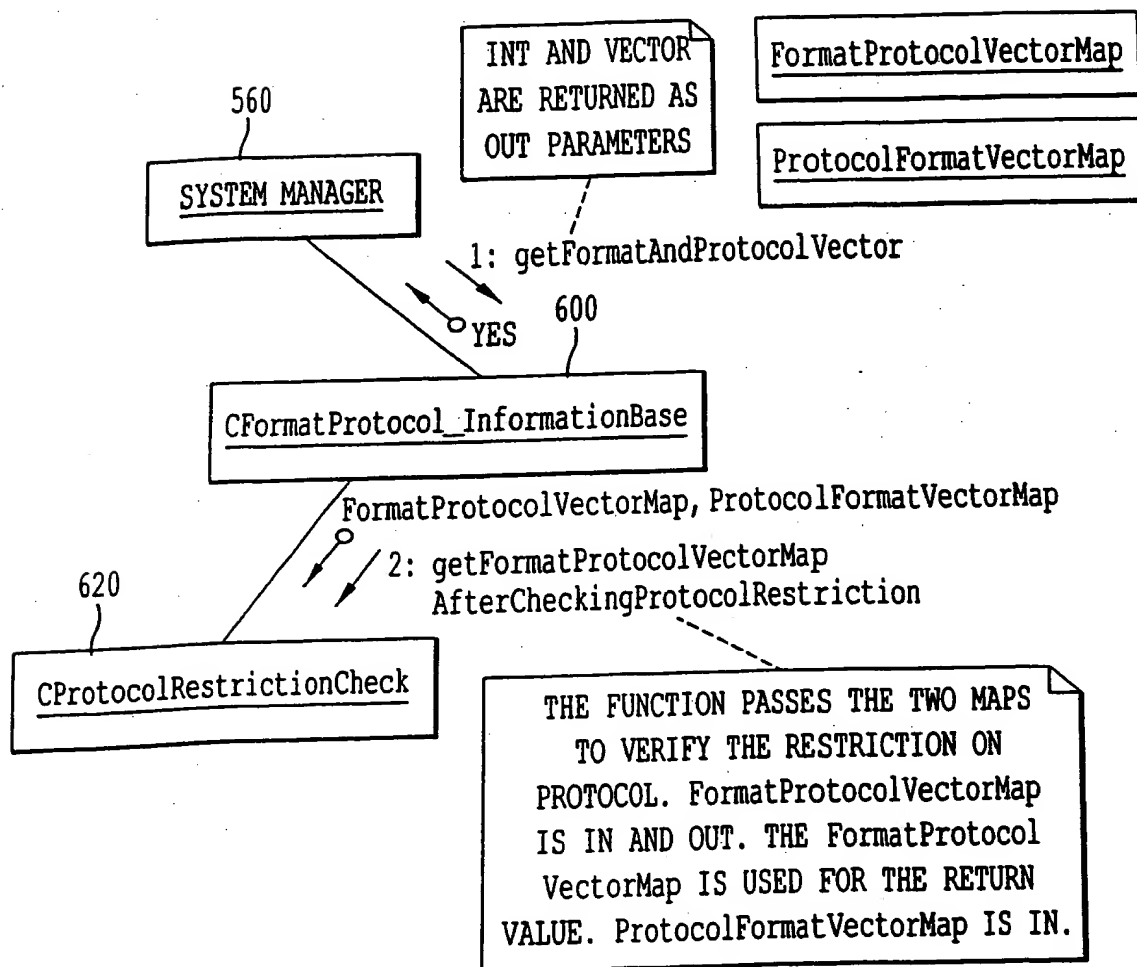 INT AND VECTOR
ARE RETURNED AS
OUT PARAMETERS
FormatProtocolVectorMap
ProtocolFormatVectorMap
560
SYSTEM MANAGER
1: getFormatAndProtocolVector
YES
600
CFormatProtocol_InformationBase
FormatProtocolVectorMap, ProtocolFormatVectorMap
2: getFormatProtocolVectorMap
AfterCheckingProtocolRestriction
620
CProtocolRestrictionCheck
THE FUNCTION PASSES THE TWO MAPS
TO VERIFY THE RESTRICTION ON
PROTOCOL. FormatProtocolVectorMap
IS IN AND OUT. THE FormatProtocol
VectorMap IS USED FOR THE RETURN
VALUE. ProtocolFormatVectorMap IS IN.